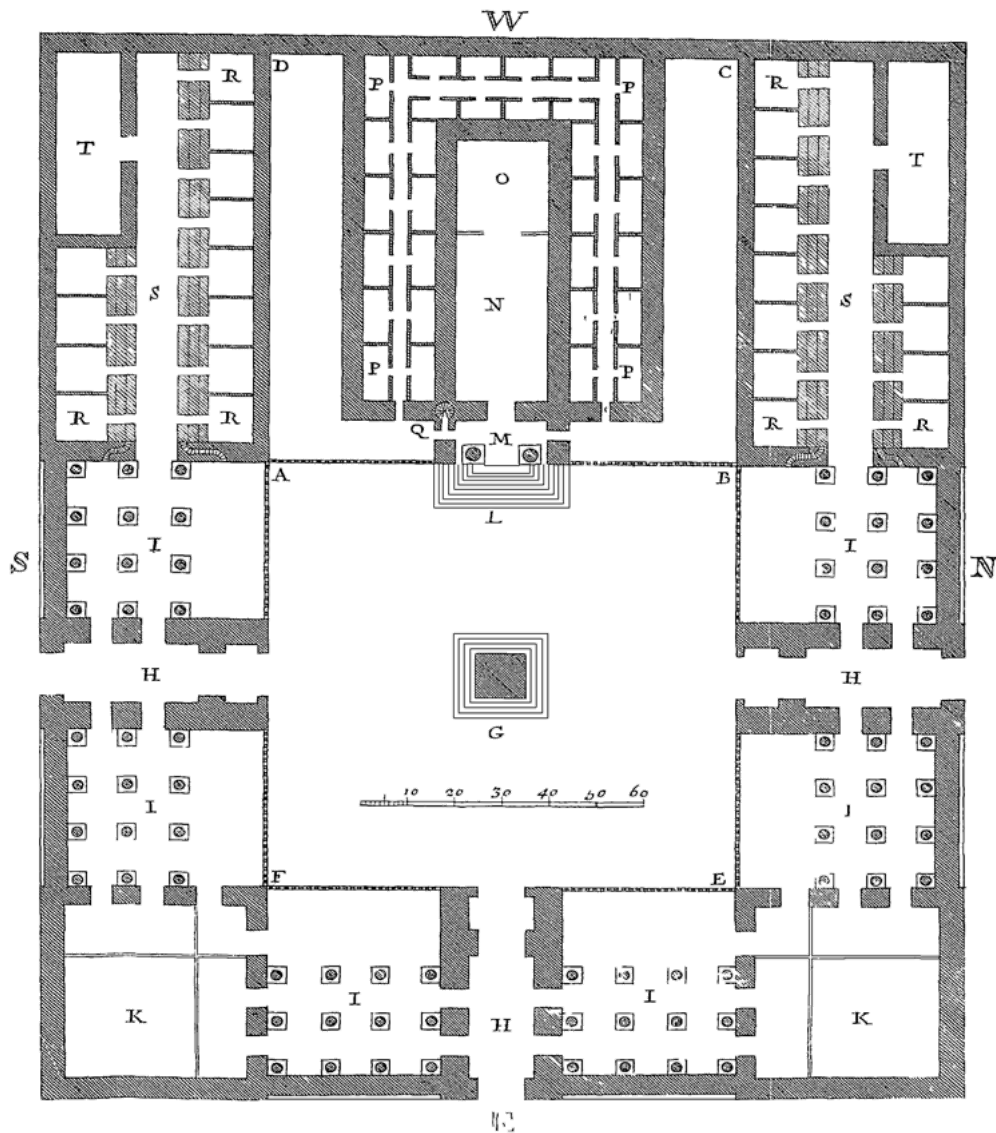 W
D C
R R
P P
T T
O
S S
N
P P
R R R R
Q M
A B
L
I I
S N
H H
G
10 20 30 40 50 60
I I
F E
I I
K H K
E